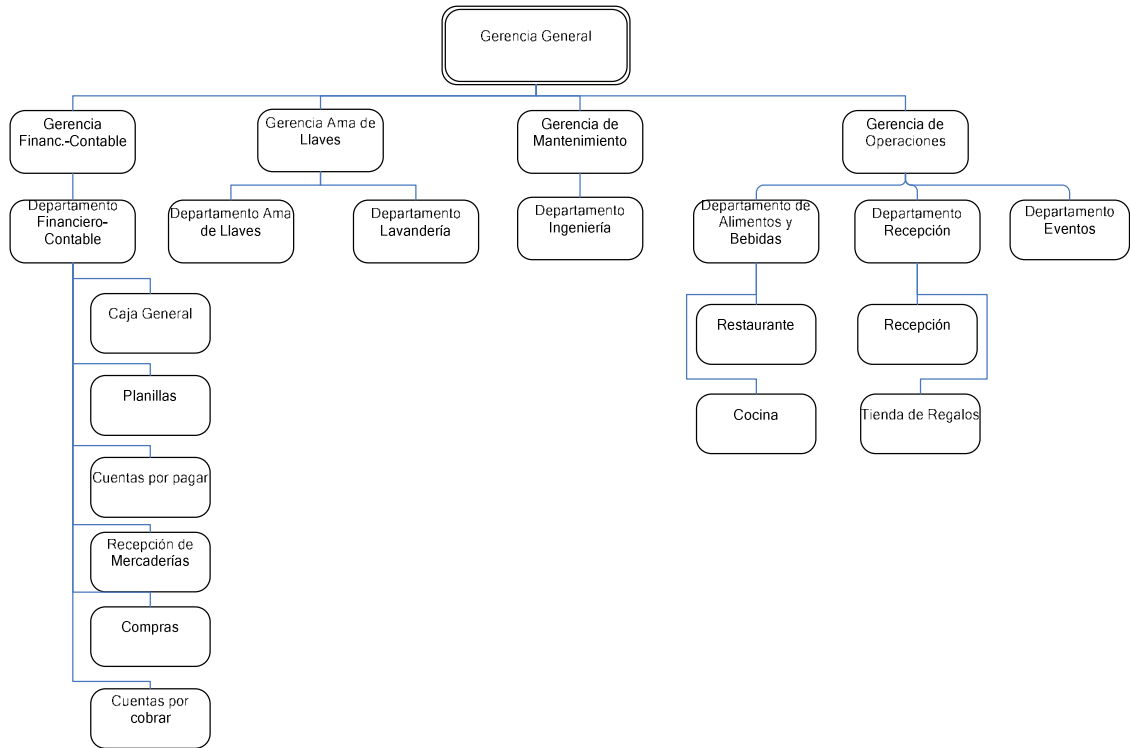 Gerencia General
Gerencia
Financ.-Contable
Gerencia Ama de
Llaves
Gerencia de
Mantenimiento
Gerencia de
Operaciones
Departamento
Financiero-
Contable
Departamento Ama
de Llaves
Departamento
Lavandería
Departamento
Ingeniería
Departamento de
Alimentos y
Bebidas
Departamento
Recepción
Departamento
Eventos
Caja General
Planillas
Cuentas por pagar
Recepción de
Mercaderías
Compras
Cuentas por
cobrar
Restaurante
Cocina
Recepción
Tienda de Regalos